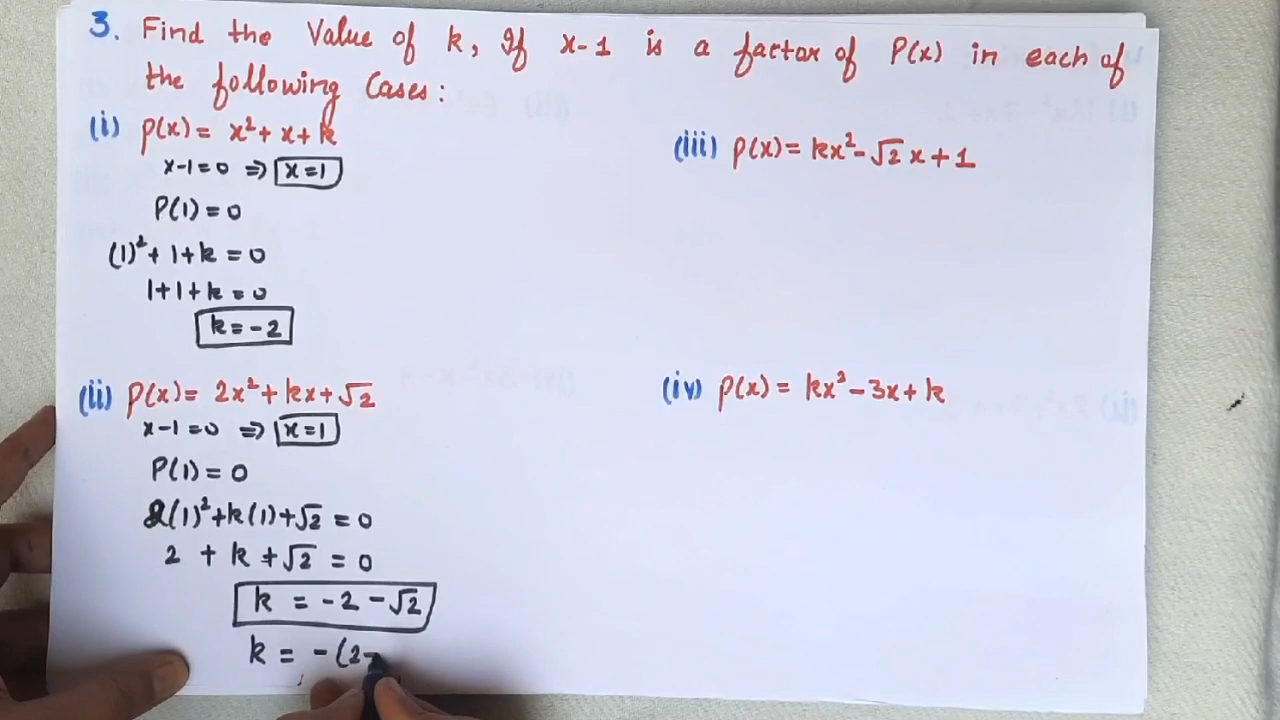 3. Find the Value of k, If x-1 is a factor of P(x) in each of
the following Cases:
(i) p(x) = x² + x + k
x-1=0 ⇒ x=1
P(1) = 0
(1)² + 1 + k = 0
1+1+k = 0
k = -2
(ii) P(x) = 2x² + kx + √2
x-1=0 ⇒ x=1
P(1) = 0
2(1)² + k(1) + √2 = 0
2 + k + √2 = 0
k = -2 - √2
k = -(2
(iii) p(x) = kx² - √2 x + 1
(iv) p(x) = kx² - 3x + k